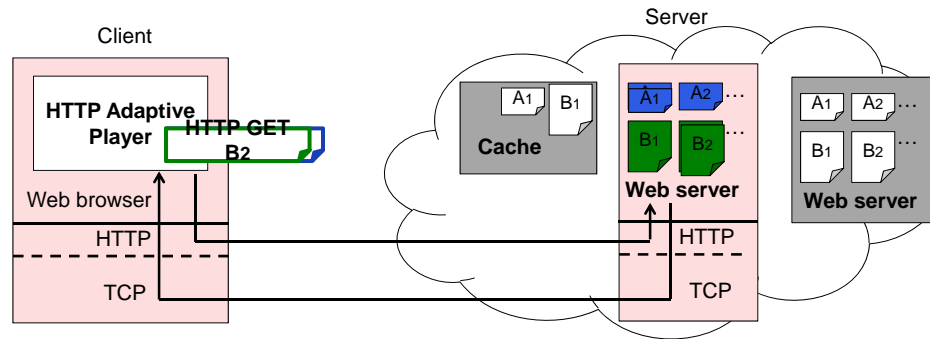 Client
HTTP Adaptive
Player
HTTP GET
B2
Web browser
HTTP
TCP
Server
A1
B1
Cache
A1
A2
...
B1
B2
...
Web server
HTTP
TCP
A1
A2
...
B1
B2
...
Web server